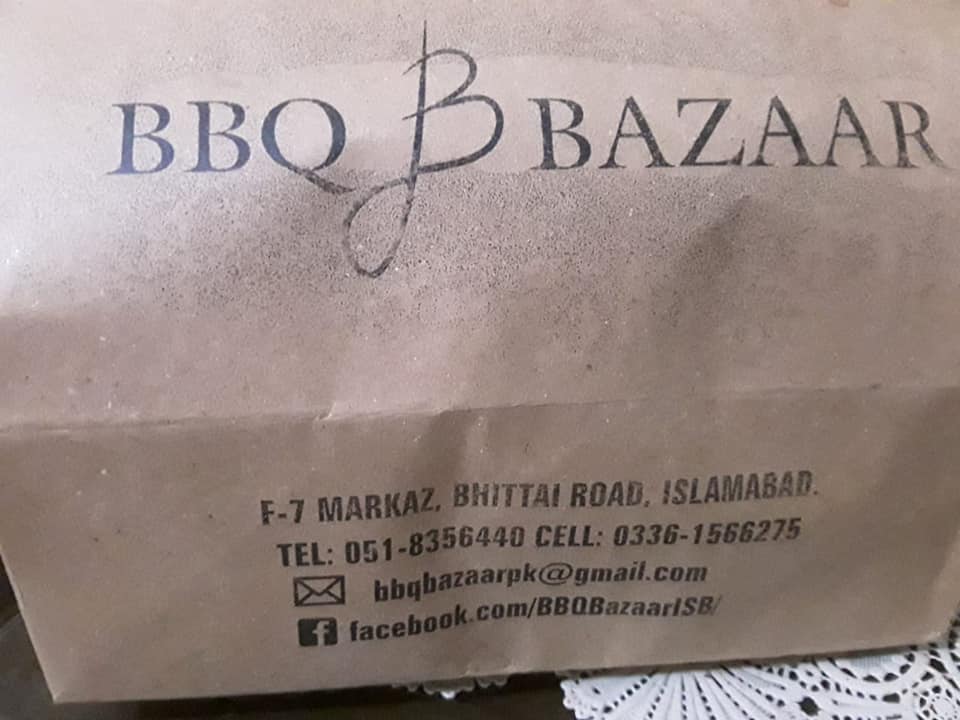 BBQ B BAZAAR
F-7 MARKAZ, BHITTAI ROAD, ISLAMABAD.
TEL: 051-8356440 CELL: 0336-1566275
bbqbazaarpk@gmail.com
f facebook.com/BBQBazaarISB/